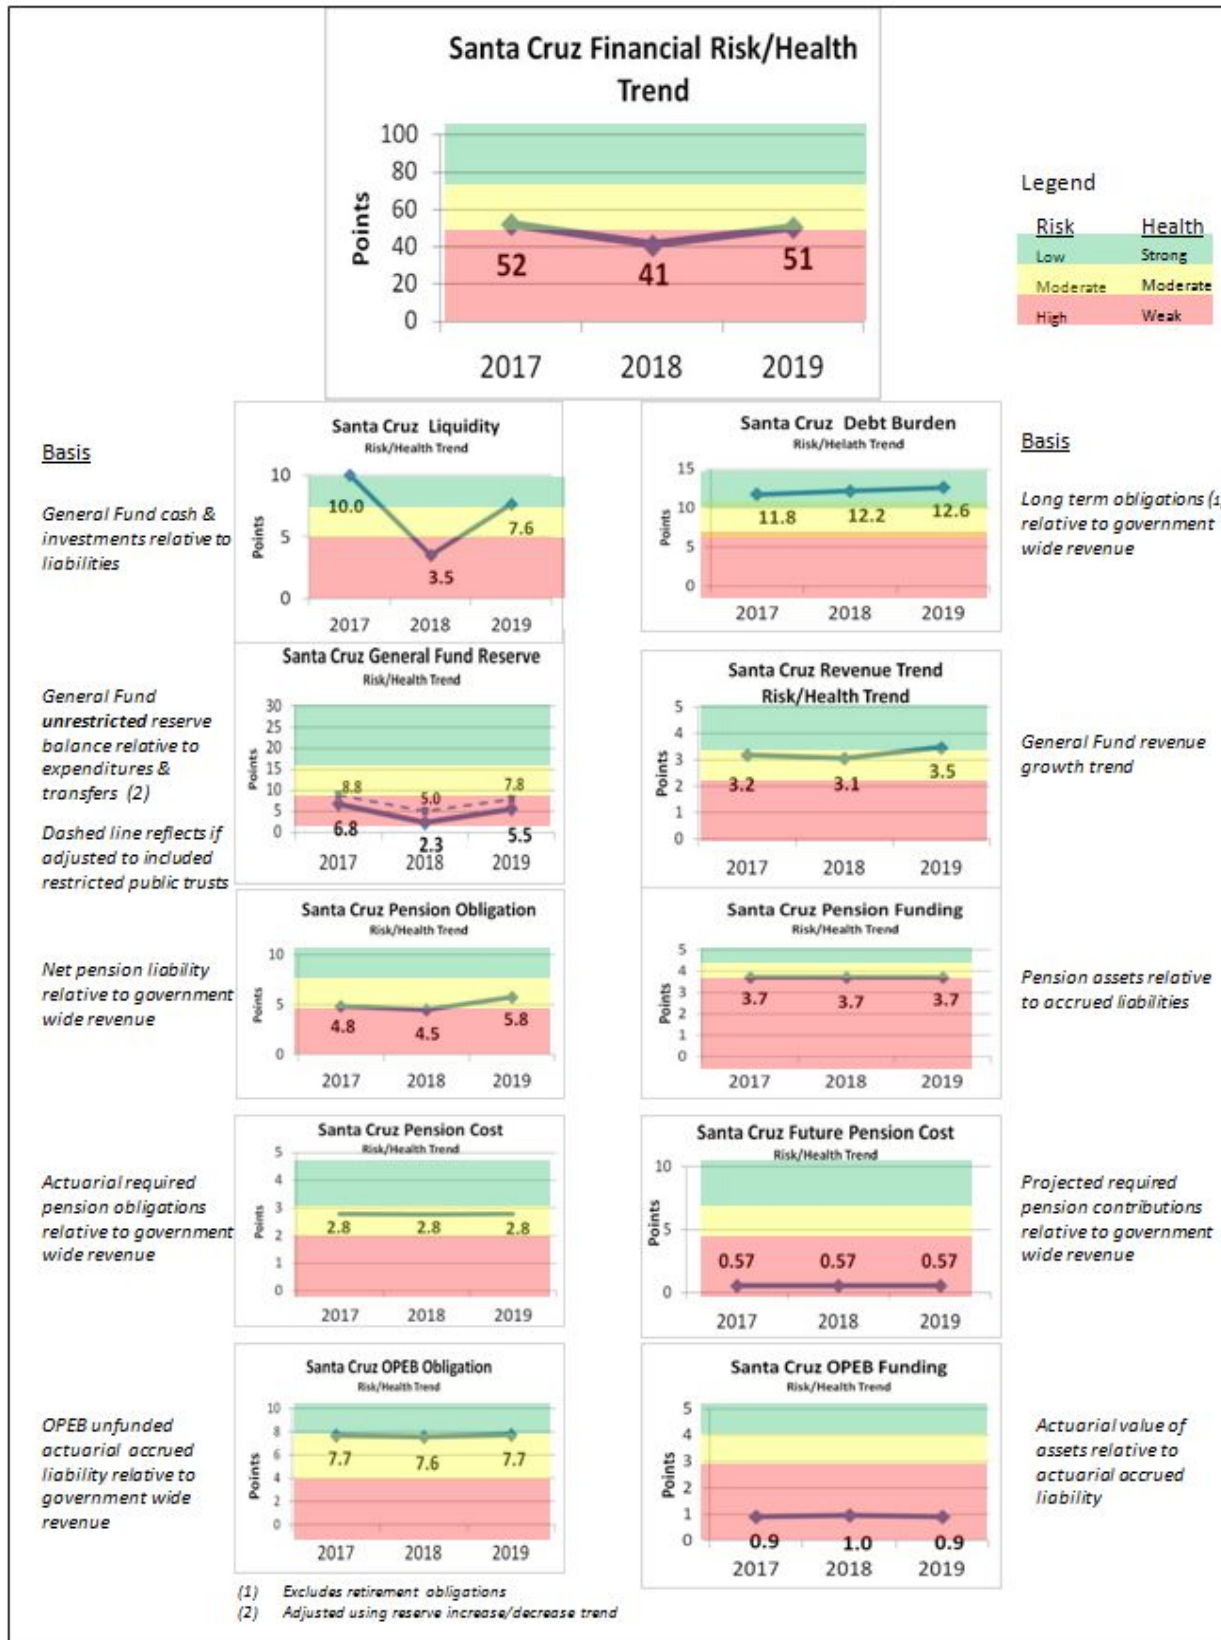 Santa Cruz Financial Risk/Health
Trend
100
80
60
40
20
0
Points
52
41
51
2017
2018
2019
Legend
Risk
Health
Low
Strong
Moderate
Moderate
High
Weak
Basis
General Fund cash &
investments relative to
liabilities
Santa Cruz Liquidity
Risk/Health Trend
10
5
0
Points
10.0
3.5
7.6
2017
2018
2019
Santa Cruz Debt Burden
Risk/Helath Trend
15
10
5
0
Points
11.8
12.2
12.6
2017
2018
2019
Basis
Long term obligations (1
relative to government
wide revenue
General Fund
unrestricted reserve
balance relative to
expenditures &
transfers (2)
Dashed line reflects if
adjusted to included
restricted public trusts
Santa Cruz General Fund Reserve
Risk/Health Trend
30
25
20
15
10
5
0
Points
8.8
5.0
7.8
6.8
2.3
5.5
2017
2018
2019
Santa Cruz Revenue Trend
Risk/Health Trend
5
4
3
2
1
0
Points
3.2
3.1
3.5
2017
2018
2019
General Fund revenue
growth trend
Net pension liability
relative to government
wide revenue
Santa Cruz Pension Obligation
Risk/Health Trend
10
5
0
Points
4.8
4.5
5.8
2017
2018
2019
Santa Cruz Pension Funding
Risk/Health Trend
5
4
3
2
1
0
Points
3.7
3.7
3.7
2017
2018
2019
Pension assets relative
to accrued liabilities
Actuarial required
pension obligations
relative to government
wide revenue
Santa Cruz Pension Cost
Risk/Health Trend
5
4
3
2
1
0
Points
2.8
2.8
2.8
2017
2018
2019
Santa Cruz Future Pension Cost
Risk/Health Trend
10
5
0
Points
0.57
0.57
0.57
2017
2018
2019
Projected required
pension contributions
relative to government
wide revenue
OPEB unfunded
actuarial accrued
liability relative to
government wide
revenue
Santa Cruz OPEB Obligation
Risk/Health Trend
10
8
6
4
2
0
Points
7.7
7.6
7.7
2017
2018
2019
Santa Cruz OPEB Funding
Risk/Health Trend
5
4
3
2
1
0
Points
0.9
1.0
0.9
2017
2018
2019
Actuarial value of
assets relative to
actuarial accrued
liability
(1) Excludes retirement obligations
(2) Adjusted using reserve increase/decrease trend